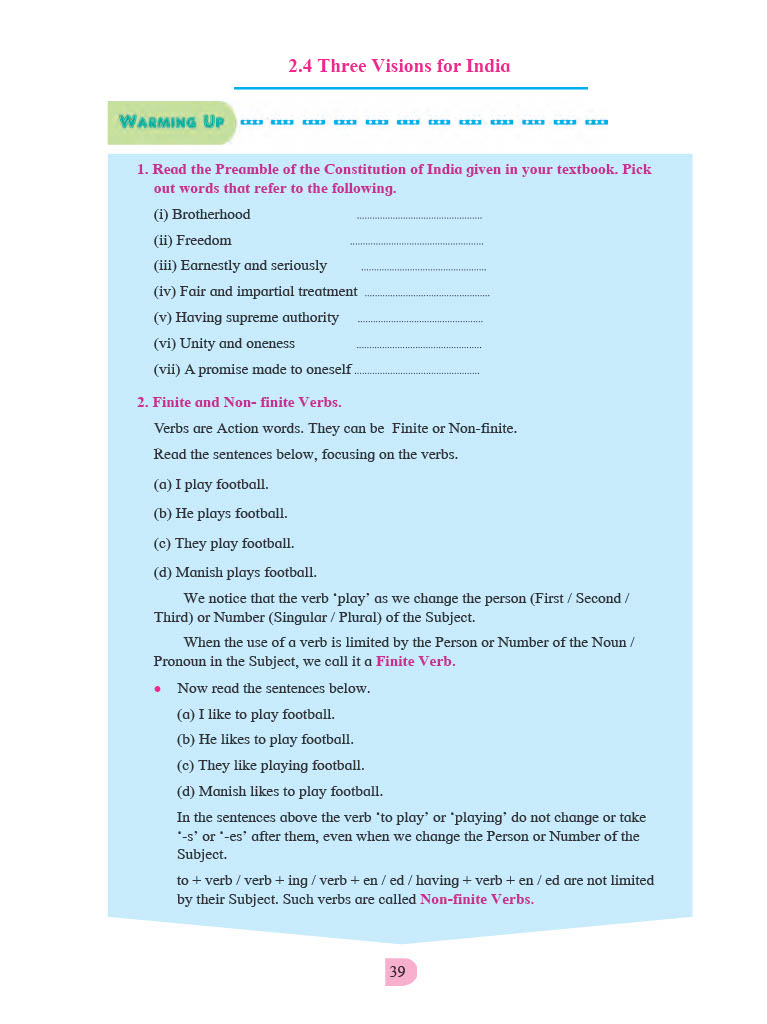 2.4 Three Visions for India
WARMING UP
1. Read the Preamble of the Constitution of India given in your textbook. Pick
out words that refer to the following.
(i) Brotherhood ................................................
(ii) Freedom ...................................................
(iii) Earnestly and seriously ................................................
(iv) Fair and impartial treatment ................................................
(v) Having supreme authority ................................................
(vi) Unity and oneness ................................................
(vii) A promise made to oneself ................................................
2. Finite and Non- finite Verbs.
Verbs are Action words. They can be Finite or Non-finite.
Read the sentences below, focusing on the verbs.
(a) I play football.
(b) He plays football.
(c) They play football.
(d) Manish plays football.
We notice that the verb ‘play’ as we change the person (First / Second /
Third) or Number (Singular / Plural) of the Subject.
When the use of a verb is limited by the Person or Number of the Noun /
Pronoun in the Subject, we call it a Finite Verb.
• Now read the sentences below.
(a) I like to play football.
(b) He likes to play football.
(c) They like playing football.
(d) Manish likes to play football.
In the sentences above the verb ‘to play’ or ‘playing’ do not change or take
‘-s’ or ‘-es’ after them, even when we change the Person or Number of the
Subject.
to + verb / verb + ing / verb + en / ed / having + verb + en / ed are not limited
by their Subject. Such verbs are called Non-finite Verbs.
39